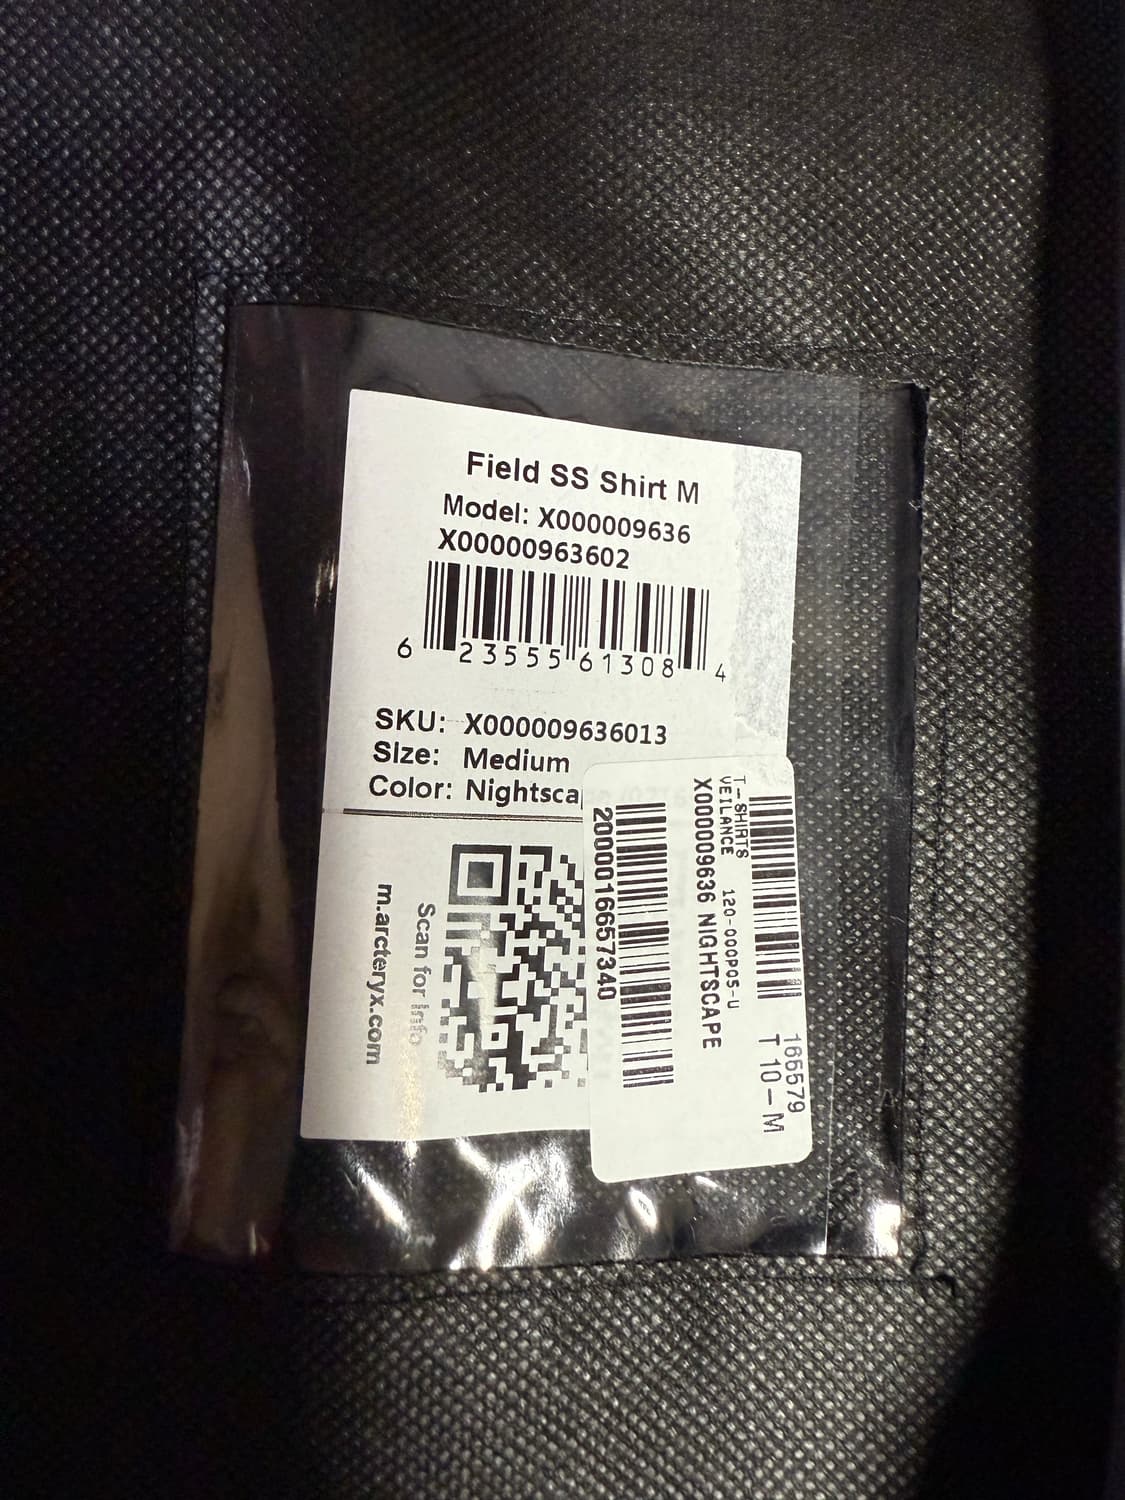 Field SS Shirt M
Model: X000009636
X00000963602
6 23555 61308 4
SKU: X000009636013
Size: Medium
Color: Nightsca
Scan for info
m.arcteryx.com
166579
T 10-M
T-SHIRTS
VEILANCE 120-000P05-U
X000009636 NIGHTSCAPE
2000016657340